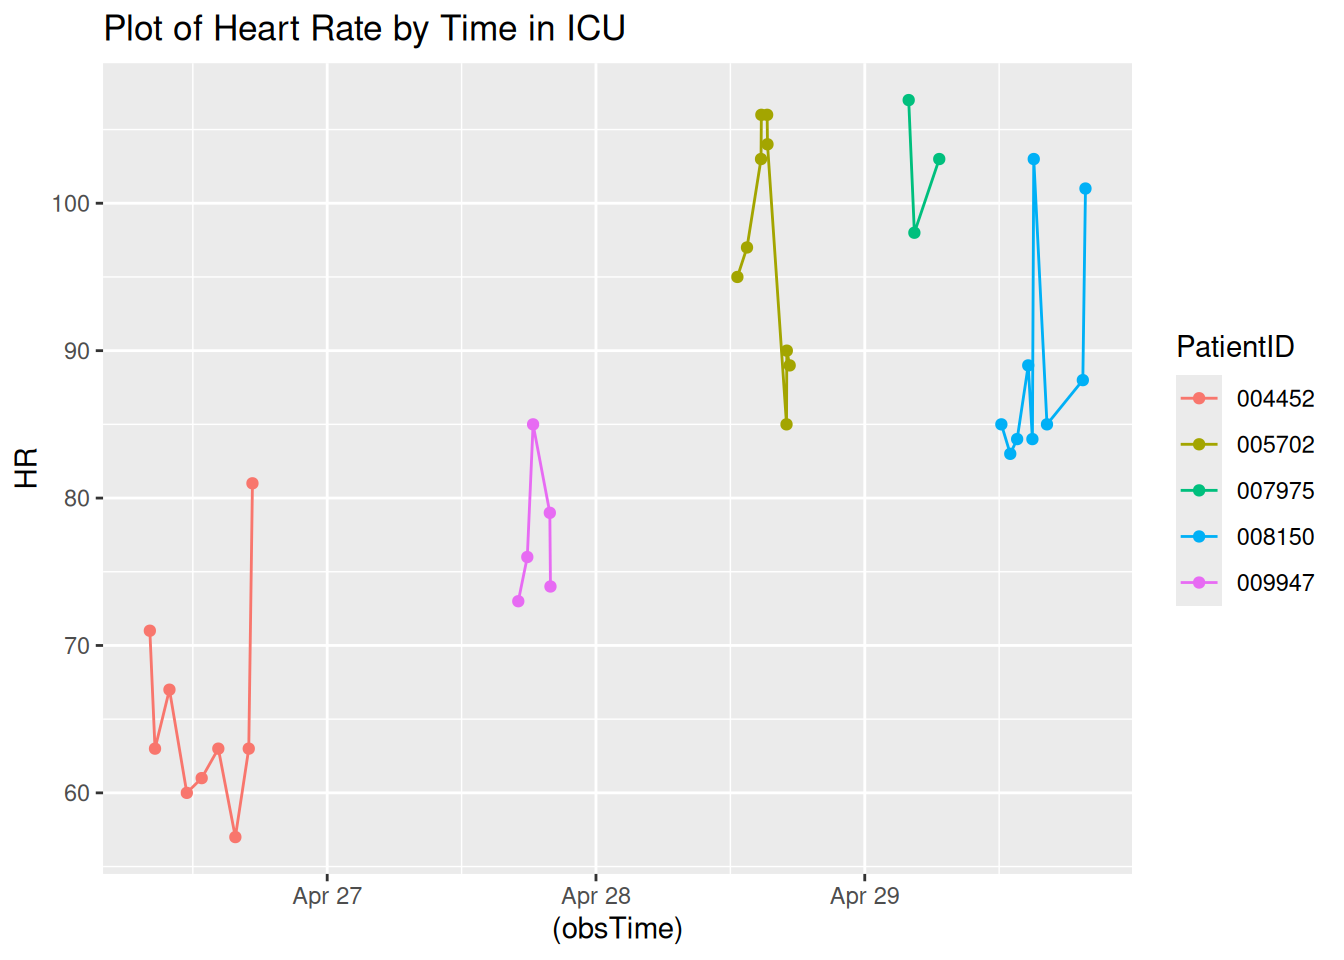 Plot of Heart Rate by Time in ICU
HR
100
90
80
70
60
Apr 27
Apr 28
Apr 29
(obsTime)
PatientID
004452
005702
007975
008150
009947